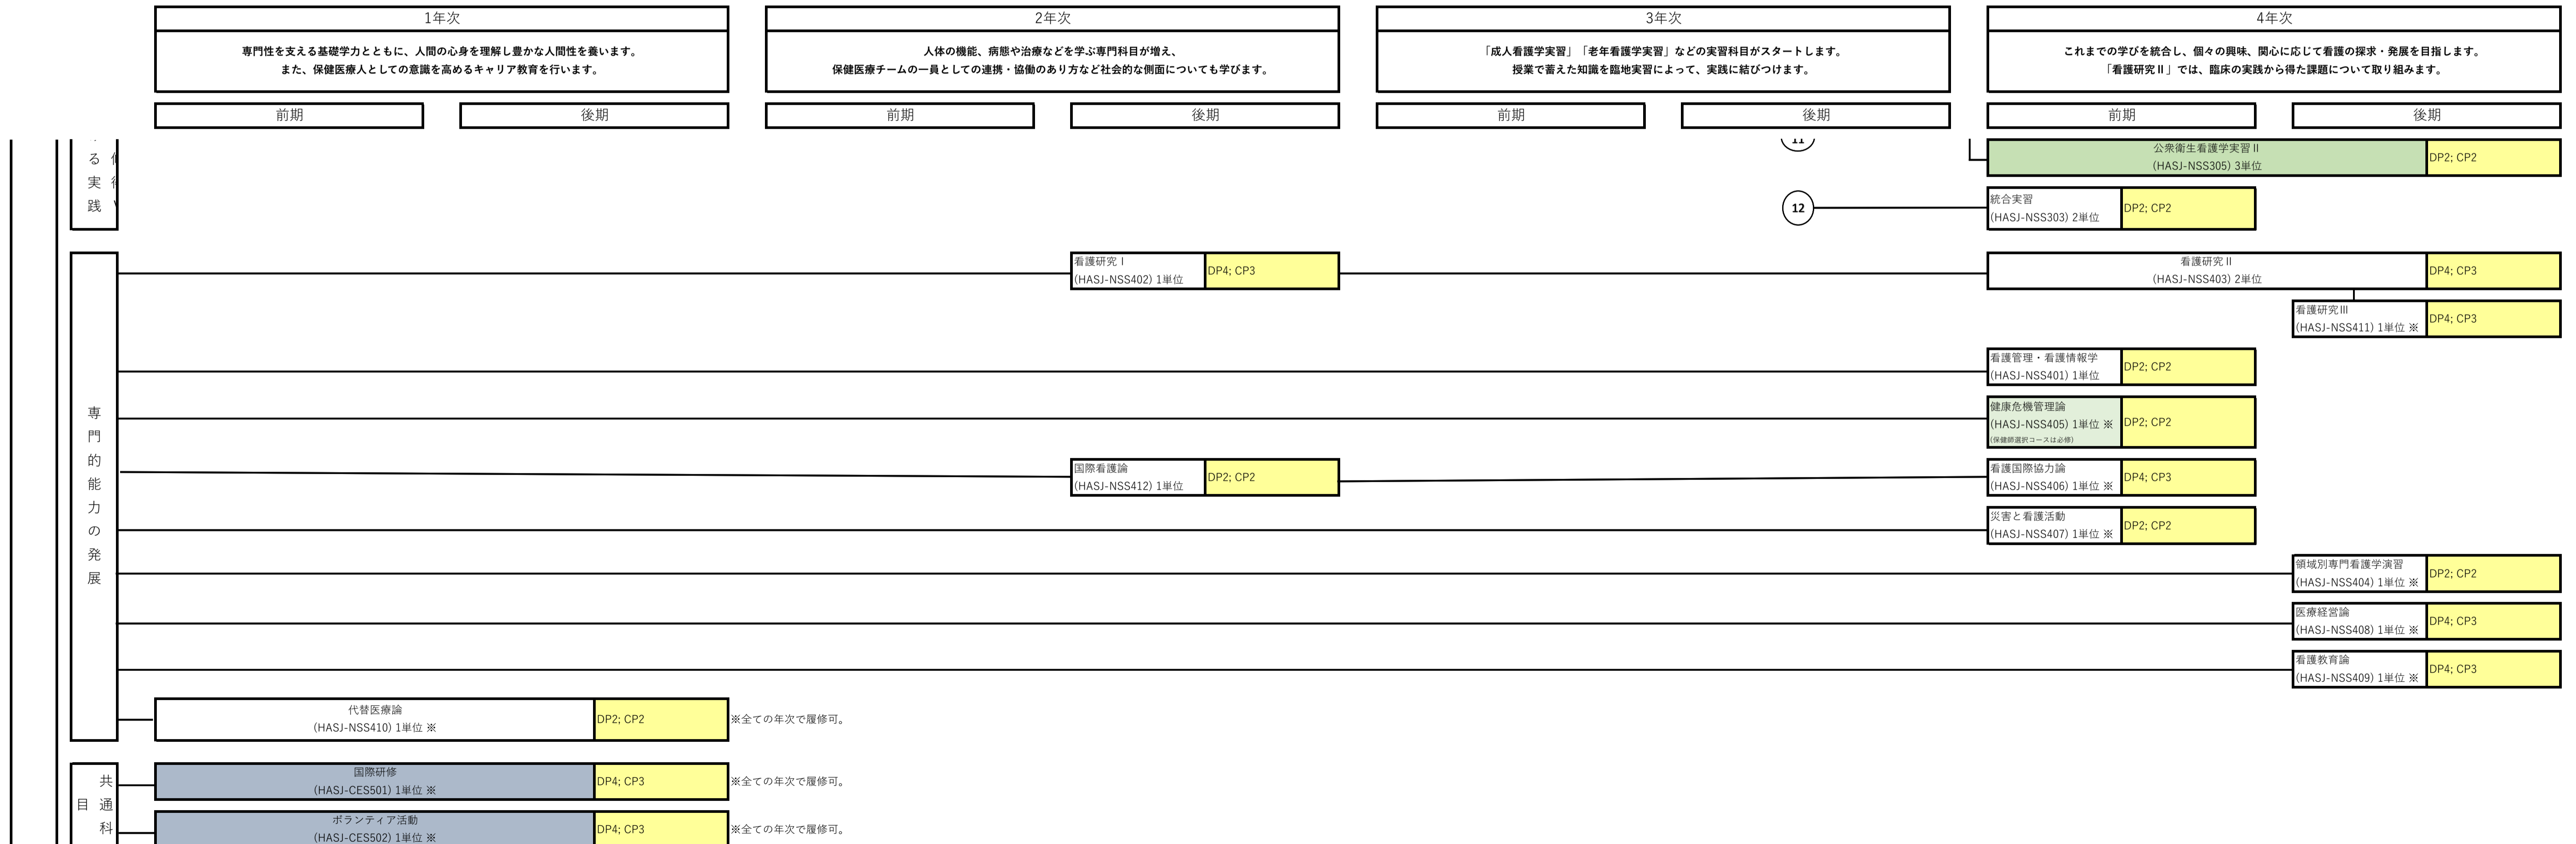 1年次
専門性を支える基礎学力とともに、人間の心身を理解し豊かな人間性を養います。
また、保健医療人としての意識を高めるキャリア教育を行います。
2年次
人体の機能、病態や治療などを学ぶ専門科目が増え、
保健医療チームの一員としての連携・協働のあり方など社会的な側面についても学びます。
3年次
「成人看護学実習」「老年看護学実習」などの実習科目がスタートします。
授業で蓄えた知識を臨地実習によって、実践に結びつけます。
4年次
これまでの学びを統合し、個々の興味、関心に応じて看護の探求・発展を目指します。
「看護研究Ⅱ」では、臨床の実践から得た課題について取り組みます。
前期
後期
前期
後期
前期
後期
前期
後期
る実践
11
公衆衛生看護学実習Ⅱ
(HASJ-NSS305) 3単位
DP2; CP2
12
統合実習
(HASJ-NSS303) 2単位
DP2; CP2
専門的能力の発展
看護研究Ⅰ
(HASJ-NSS402) 1単位
DP4; CP3
看護研究Ⅱ
(HASJ-NSS403) 2単位
DP4; CP3
看護研究Ⅲ
(HASJ-NSS411) 1単位 ※
DP4; CP3
看護管理・看護情報学
(HASJ-NSS401) 1単位
DP2; CP2
健康危機管理論
(HASJ-NSS405) 1単位 ※
(保健師選択コースは必修)
DP2; CP2
国際看護論
(HASJ-NSS412) 1単位
DP2; CP2
看護国際協力論
(HASJ-NSS406) 1単位 ※
DP4; CP3
災害と看護活動
(HASJ-NSS407) 1単位 ※
DP2; CP2
領域別専門看護学演習
(HASJ-NSS404) 1単位 ※
DP2; CP2
医療経営論
(HASJ-NSS408) 1単位 ※
DP4; CP3
看護教育論
(HASJ-NSS409) 1単位 ※
DP4; CP3
代替医療論
(HASJ-NSS410) 1単位 ※
DP2; CP2
※全ての年次で履修可。
共通科
目
国際研修
(HASJ-CES501) 1単位 ※
DP4; CP3
※全ての年次で履修可。
ボランティア活動
(HASJ-CES502) 1単位 ※
DP4; CP3
※全ての年次で履修可。